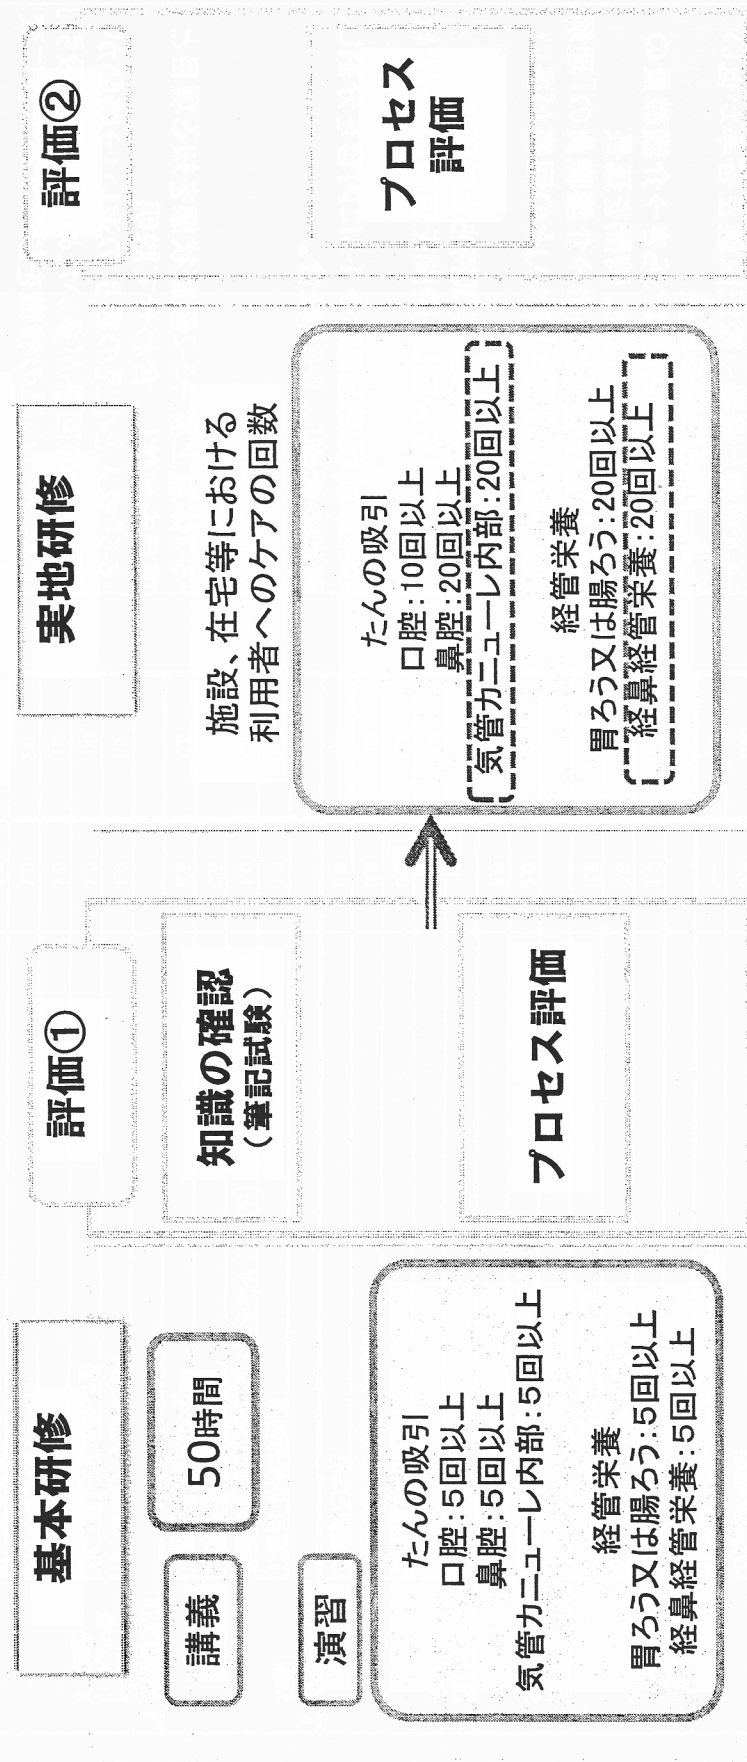 基本研修
講義
50時間
演習
たんの吸引
口腔:5回以上
鼻腔:5回以上
気管カニューレ内部:5回以上
経管栄養
胃ろう又は腸ろう:5回以上
経鼻経管栄養:5回以上
評価①
知識の確認
(筆記試験)
プロセス評価
実地研修
施設、在宅等における
利用者へのケアの回数
たんの吸引
口腔:10回以上
鼻腔:20回以上
気管カニューレ内部:20回以上
経管栄養
胃ろう又は腸ろう:20回以上
経鼻経管栄養:20回以上
評価②
プロセス
評価